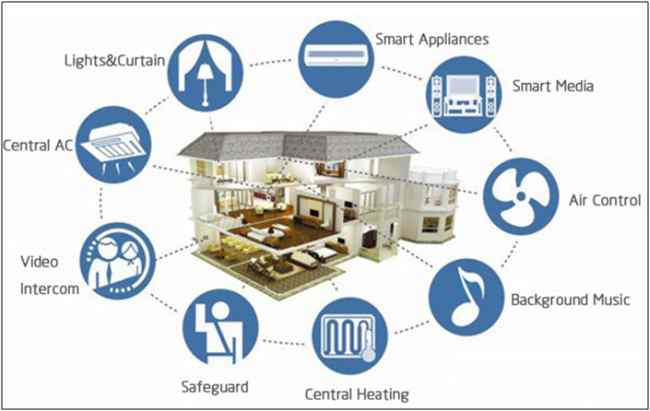 Smart Appliances
Lights&Curtain
Smart Media
Central AC
Air Control
Video
Intercom
Background Music
Safeguard
Central Heating